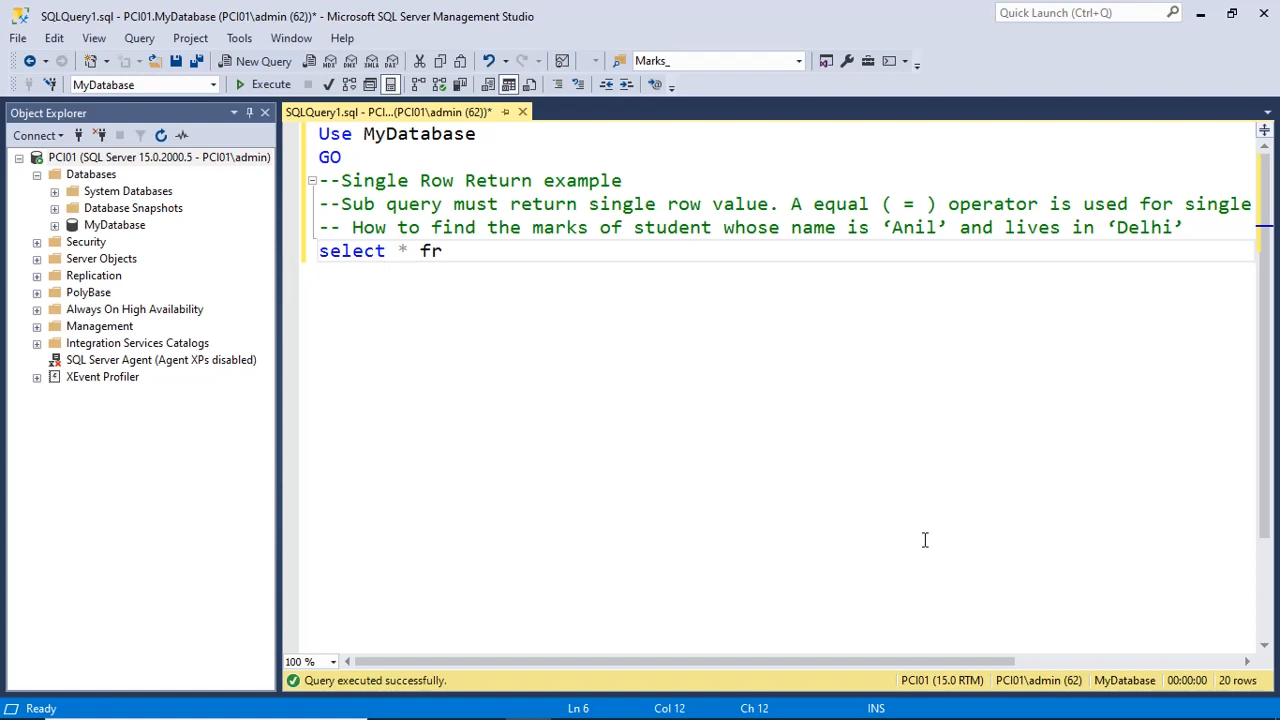 SQLQuery1.sql - PCI01.MyDatabase (PCI01\admin (62))* - Microsoft SQL Server Management Studio
Quick Launch (Ctrl+Q)
File Edit View Query Project Tools Window Help
New Query
MDX DMX XMLA DAX
Marks_
MyDatabase
Execute
Object Explorer
SQLQuery1.sql - PCI...(PCI01\admin (62))*
Connect
PCI01 (SQL Server 15.0.2000.5 - PCI01\admin)
Databases
System Databases
Database Snapshots
MyDatabase
Security
Server Objects
Replication
PolyBase
Always On High Availability
Management
Integration Services Catalogs
SQL Server Agent (Agent XPs disabled)
XEvent Profiler
Use MyDatabase
GO
--Single Row Return example
--Sub query must return single row value. A equal ( = ) operator is used for single
-- How to find the marks of student whose name is ‘Anil’ and lives in ‘Delhi’
select * fr
100 %
Query executed successfully.
PCI01 (15.0 RTM) PCI01\admin (62) MyDatabase 00:00:00 20 rows
Ready
Ln 6 Col 12 Ch 12 INS